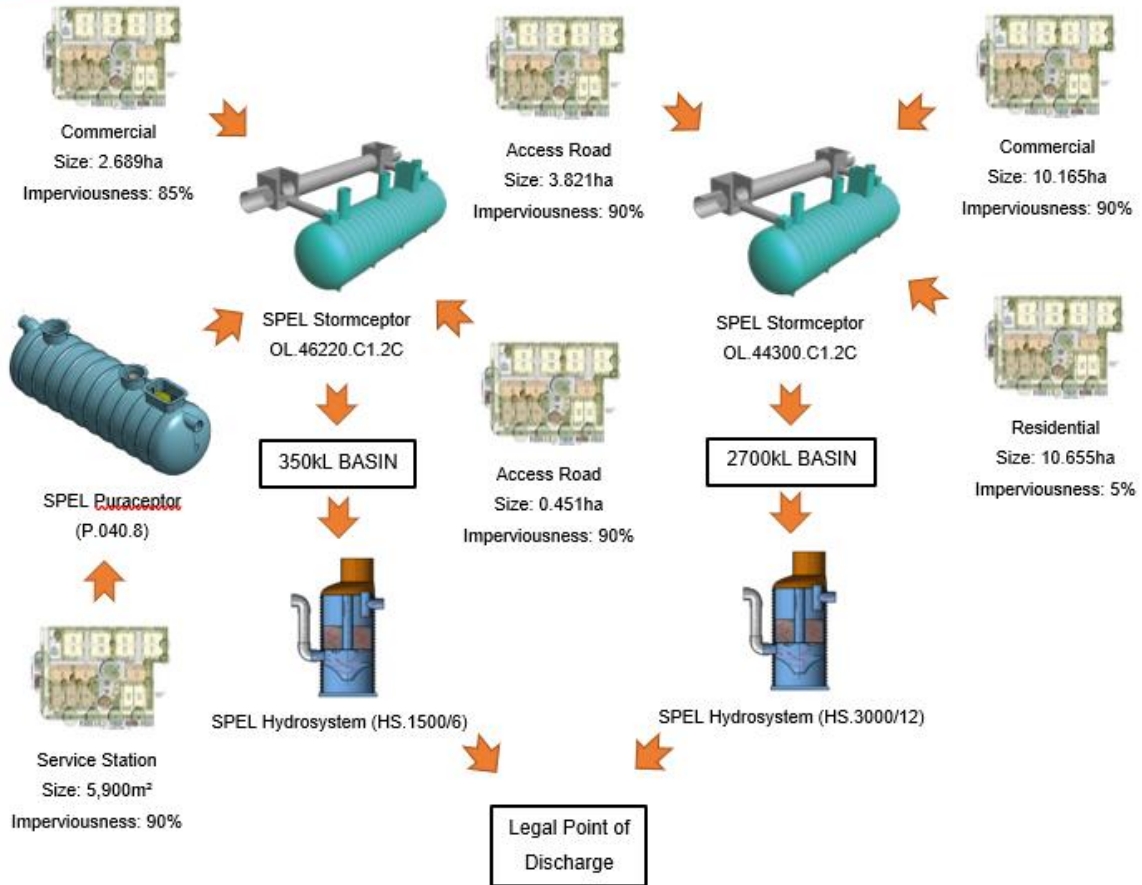 Commercial
Size: 2.689ha
Imperviousness: 85%
Access Road
Size: 3.821ha
Imperviousness: 90%
Commercial
Size: 10.165ha
Imperviousness: 90%
SPEL Stormceptor
OL.46220.C1.2C
SPEL Stormceptor
OL.44300.C1.2C
SPEL Puraceptor
(P.040.8)
350kL BASIN
Access Road
Size: 0.451ha
Imperviousness: 90%
2700kL BASIN
Residential
Size: 10.655ha
Imperviousness: 5%
Service Station
Size: 5,900m²
Imperviousness: 90%
SPEL Hydrosystem (HS.1500/6)
SPEL Hydrosystem (HS.3000/12)
Legal Point of
Discharge